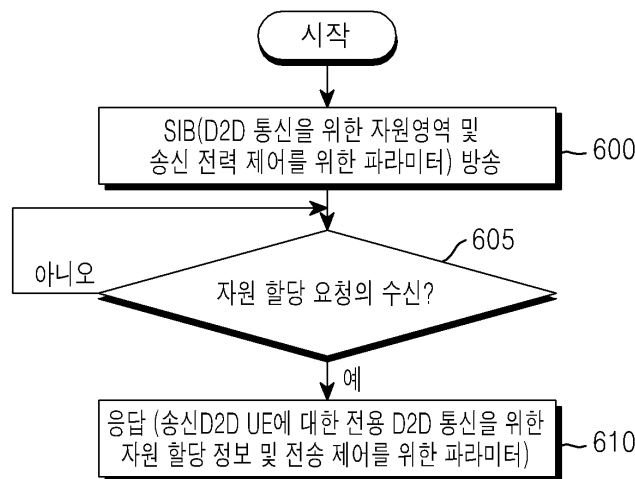 시작
SIB(D2D 통신을 위한 자원영역 및
송신 전력 제어를 위한 파라미터) 방송
600
605
아니오
자원 할당 요청의 수신?
예
응답 (송신D2D UE에 대한 전용 D2D 통신을 위한
자원 할당 정보 및 전송 제어를 위한 파라미터)
610